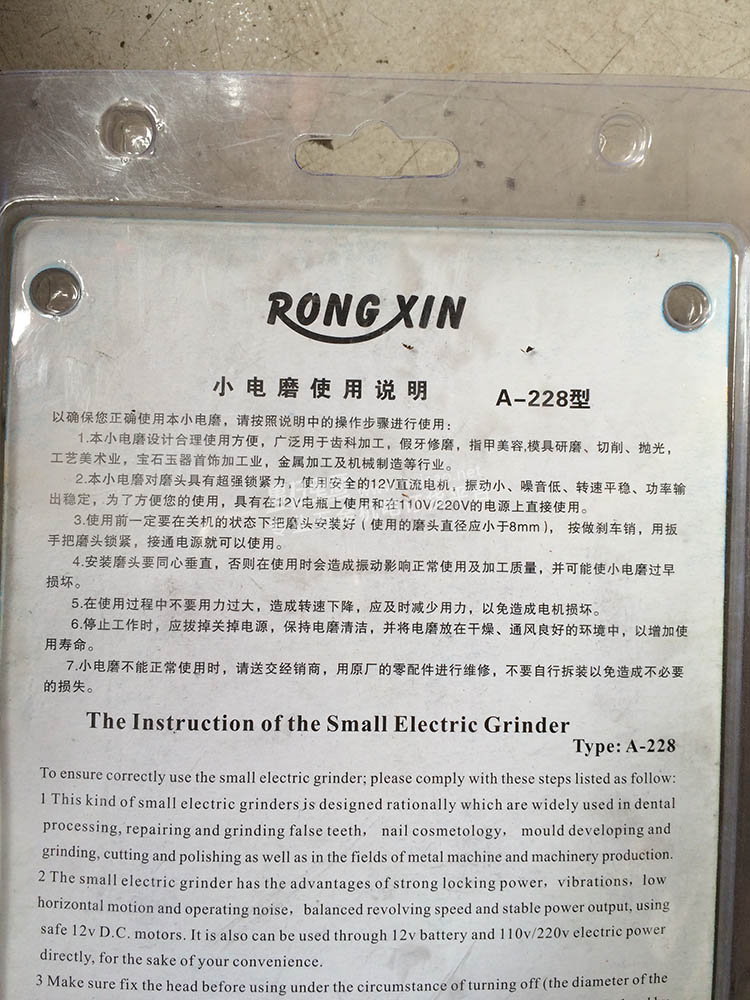 RONG XIN
小电磨使用说明 A-228型
以确保您正确使用本小电磨，请按照说明中的操作步骤进行使用：
1.本小电磨设计合理使用方便，广泛用于齿科加工，假牙修磨，指甲美容,模具研磨、切削、抛光，
工艺美术业，宝石玉器首饰加工业，金属加工及机械制造等行业。
2.本小电磨对磨头具有超强锁紧力，使用安全的12V直流电机，振动小、噪音低、转速平稳、功率输
出稳定，为了方便您的使用，具有在12V电瓶上使用和在110V/220V的电源上直接使用。
3.使用前一定要在关机的状态下把磨头安装好（使用的磨头直径应小于8mm），按做刹车销，用扳
手把磨头锁紧，接通电源就可以使用。
4.安装磨头要同心垂直，否则在使用时会造成振动影响正常使用及加工质量，并可能使小电磨过早
损坏。
5.在使用过程中不要用力过大，造成转速下降，应及时减少用力，以免造成电机损坏。
6.停止工作时，应拔掉关掉电源，保持电磨清洁，并将电磨放在干燥、通风良好的环境中，以增加使
用寿命。
7.小电磨不能正常使用时，请送交经销商，用原厂的零配件进行维修，不要自行拆装以免造成不必要
的损失。
The Instruction of the Small Electric Grinder
Type: A-228
To ensure correctly use the small electric grinder; please comply with these steps listed as follow:
1 This kind of small electric grinders is designed rationally which are widely used in dental
processing, repairing and grinding false teeth， nail cosmetology， mould developing and
grinding, cutting and polishing as well as in the fields of metal machine and machinery production.
2 The small electric grinder has the advantages of strong locking power，vibrations，low
horizontal motion and operating noise，balanced revolving speed and stable power output, using
safe 12v D.C. motors. It is also can be used through 12v battery and 110v/220v electric power
directly, for the sake of your convenience.
3 Make sure fix the head before using under the circumstance of turning off (the diameter of the